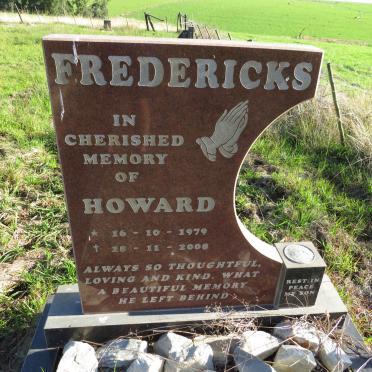 FREDERICKS
IN
CHERISHED
MEMORY
OF
HOWARD
* 16 - 10 - 1979
† 28 - 11 - 2008
ALWAYS SO THOUGHTFUL,
LOVING AND KIND. WHAT
A BEAUTIFUL MEMORY
HE LEFT BEHIND
REST IN
PEACE
MY SON